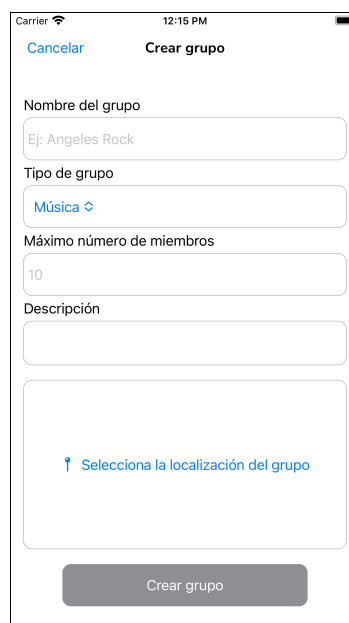 Carrier 12:15 PM
Cancelar Crear grupo
Nombre del grupo
Ej: Angeles Rock
Tipo de grupo
Música
Máximo número de miembros
10
Descripción
Selecciona la localización del grupo
Crear grupo